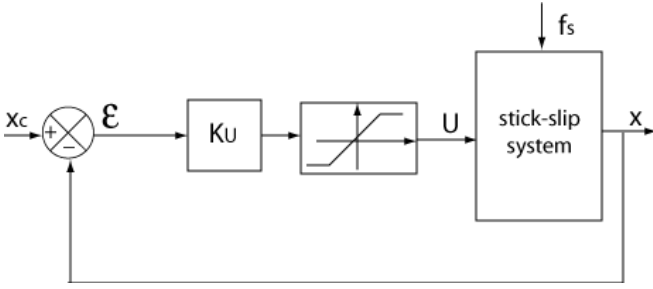 fs
xc
+
−
ε
KU
U
stick-slip
system
x